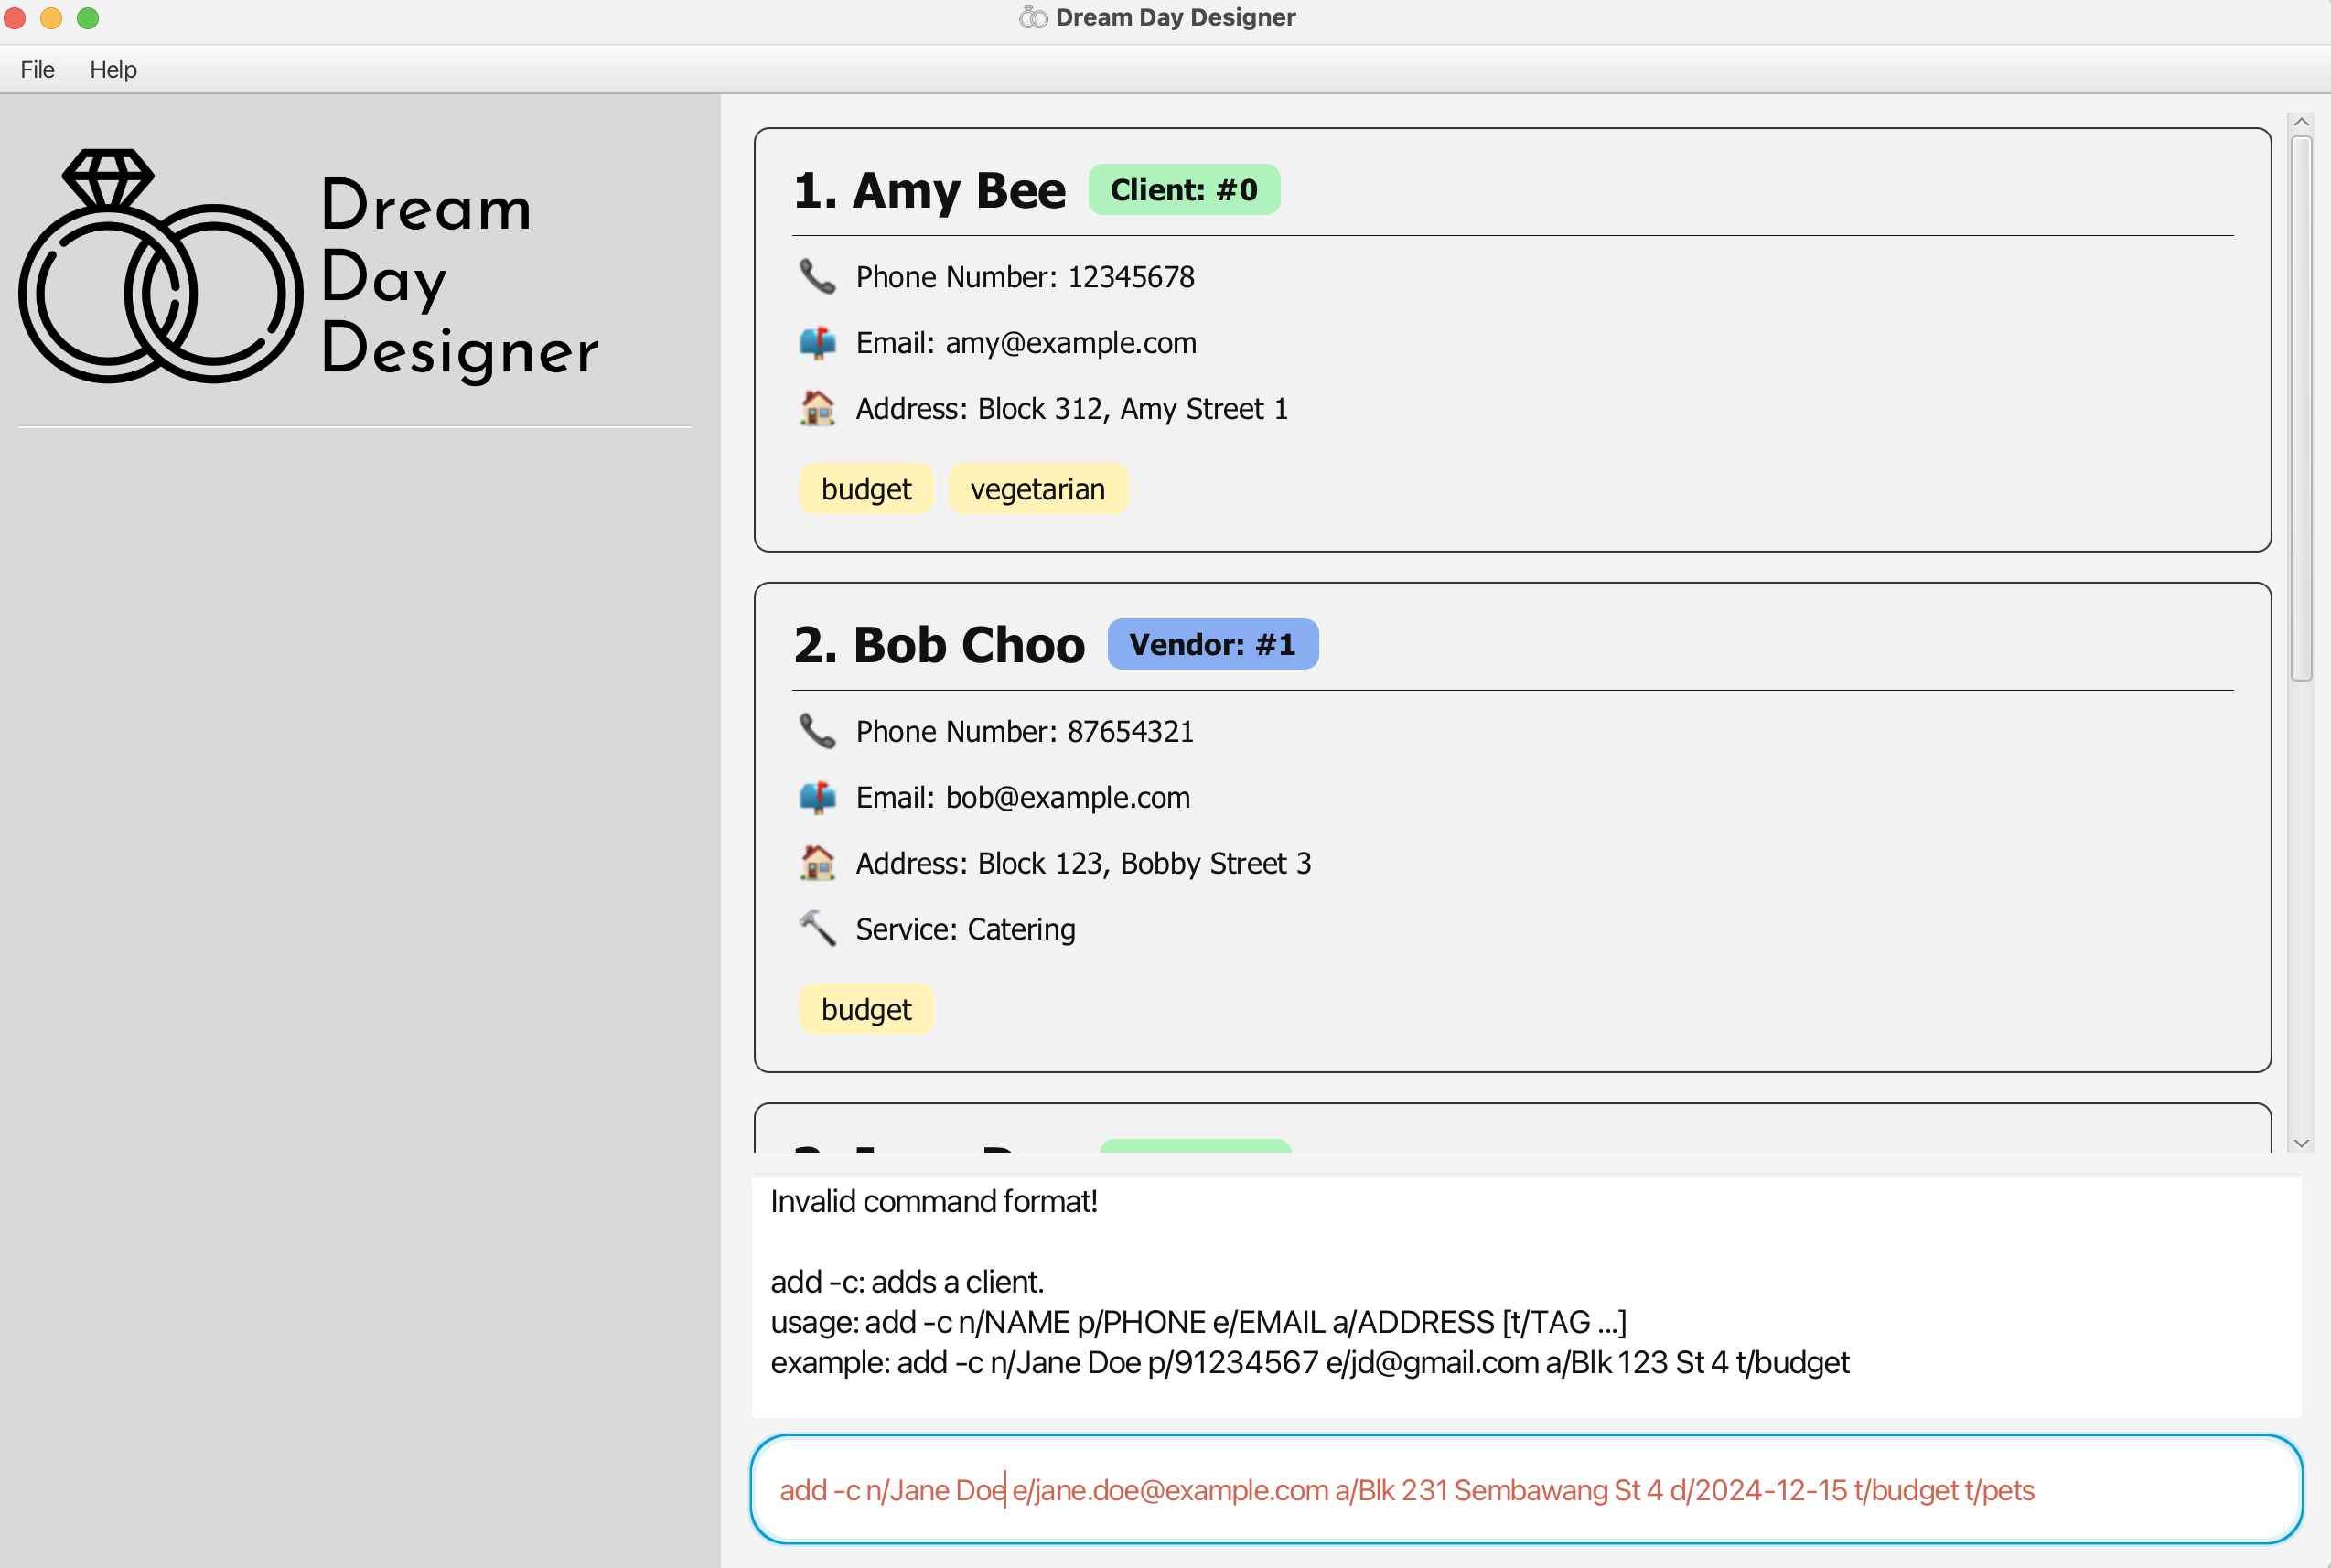 Dream Day Designer
File Help
Dream
Day
Designer
1. Amy Bee Client: #0
Phone Number: 12345678
Email: amy@example.com
Address: Block 312, Amy Street 1
budget vegetarian
2. Bob Choo Vendor: #1
Phone Number: 87654321
Email: bob@example.com
Address: Block 123, Bobby Street 3
Service: Catering
budget
Invalid command format!
add -c: adds a client.
usage: add -c n/NAME p/PHONE e/EMAIL a/ADDRESS [t/TAG ...]
example: add -c n/Jane Doe p/91234567 e/jd@gmail.com a/Blk 123 St 4 t/budget
add -c n/Jane Doe e/jane.doe@example.com a/Blk 231 Sembawang St 4 d/2024-12-15 t/budget t/pets